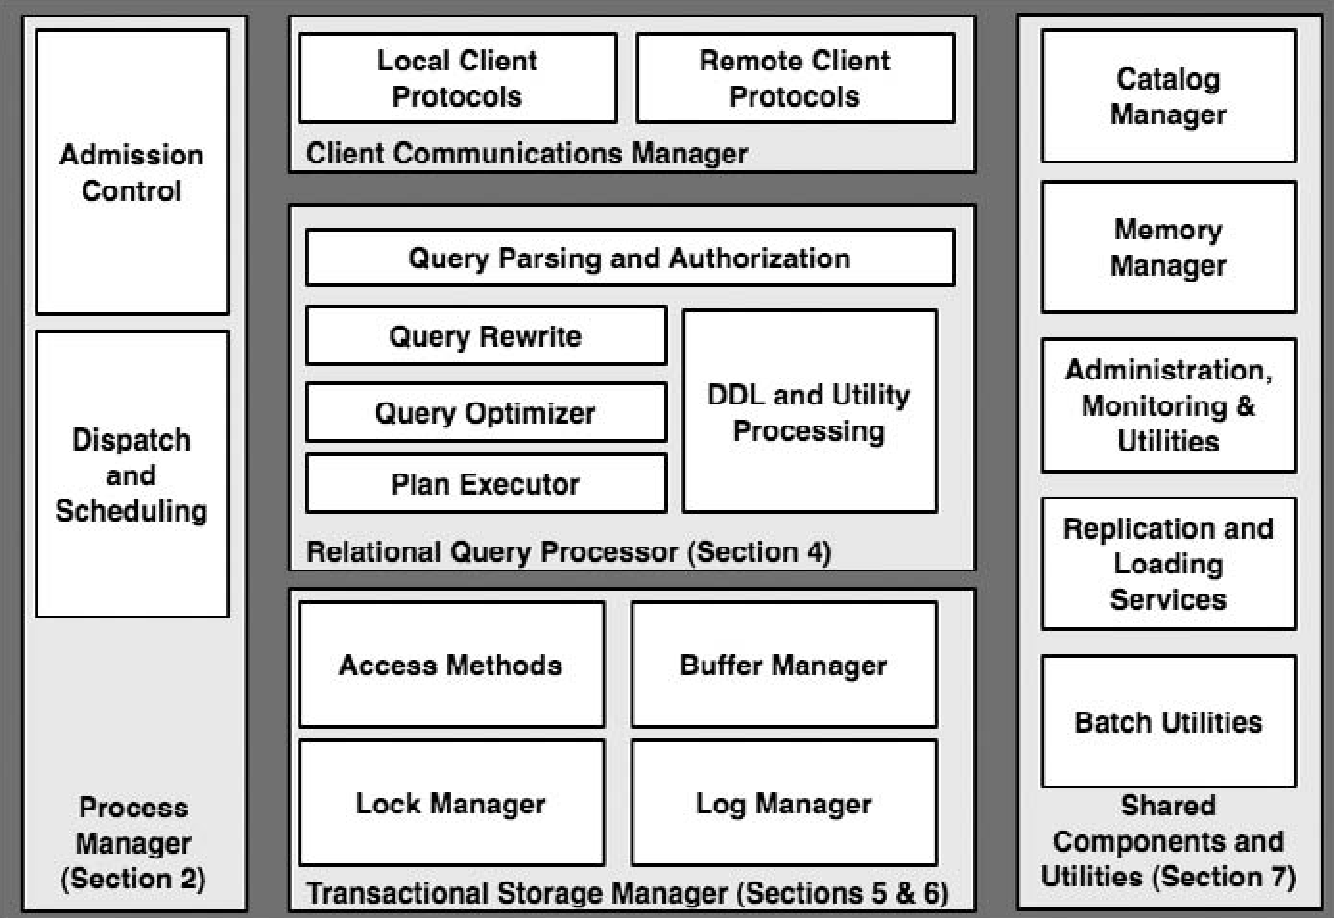 Admission
Control
Dispatch
and
Scheduling
Process
Manager
(Section 2)
Local Client
Protocols
Remote Client
Protocols
Client Communications Manager
Query Parsing and Authorization
Query Rewrite
Query Optimizer
Plan Executor
DDL and Utility
Processing
Relational Query Processor (Section 4)
Access Methods
Buffer Manager
Lock Manager
Log Manager
Transactional Storage Manager (Sections 5 & 6)
Catalog
Manager
Memory
Manager
Administration,
Monitoring &
Utilities
Replication and
Loading
Services
Batch Utilities
Shared
Components and
Utilities (Section 7)